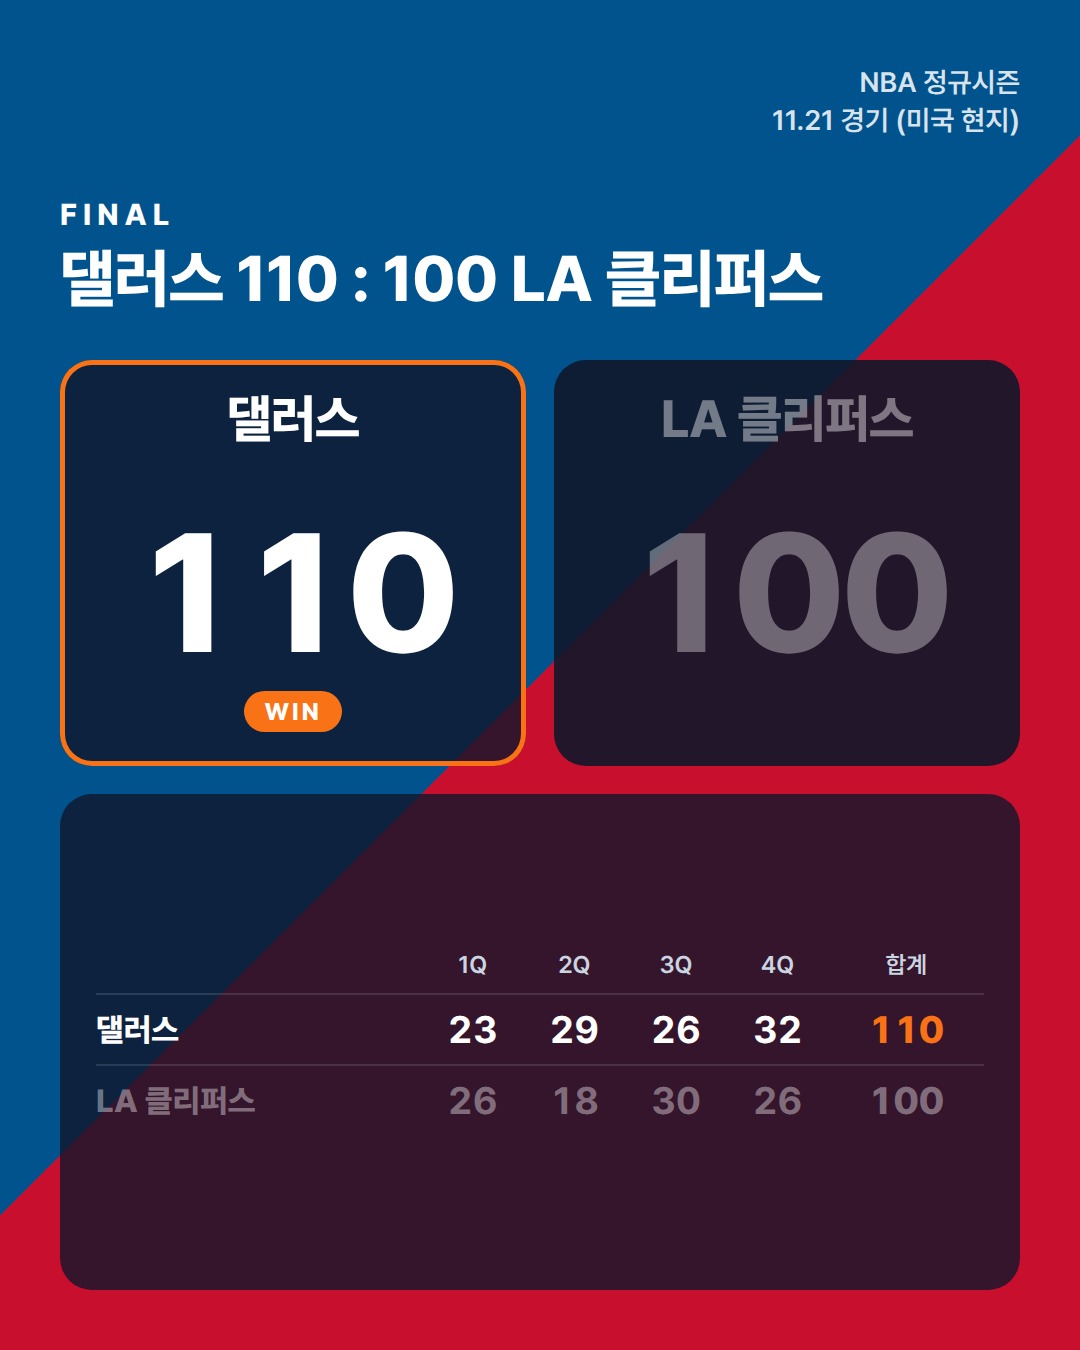 NBA 정규시즌
11.21 경기 (미국 현지)
FINAL
댈러스 110 : 100 LA 클리퍼스
댈러스
110
WIN
LA 클리퍼스
100
1Q 2Q 3Q 4Q 합계
댈러스 23 29 26 32 110
LA 클리퍼스 26 18 30 26 100